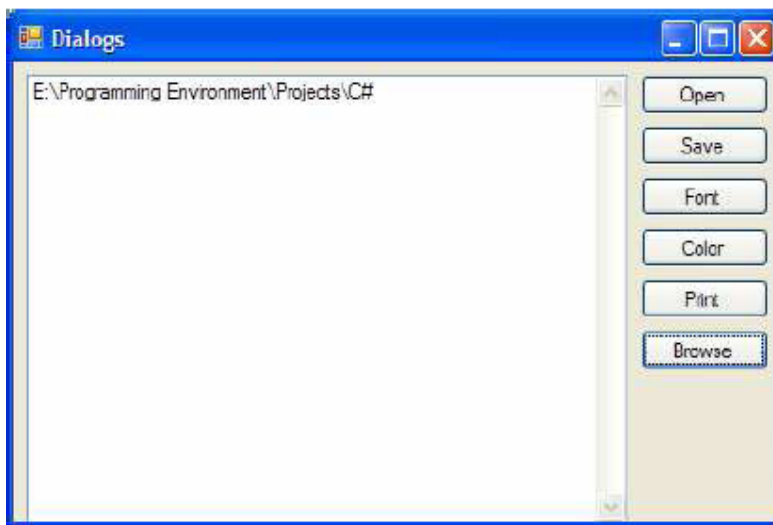 Dialogs
E:\Programming Environment\Projects\C#
Open
Save
Font
Color
Print
Browse